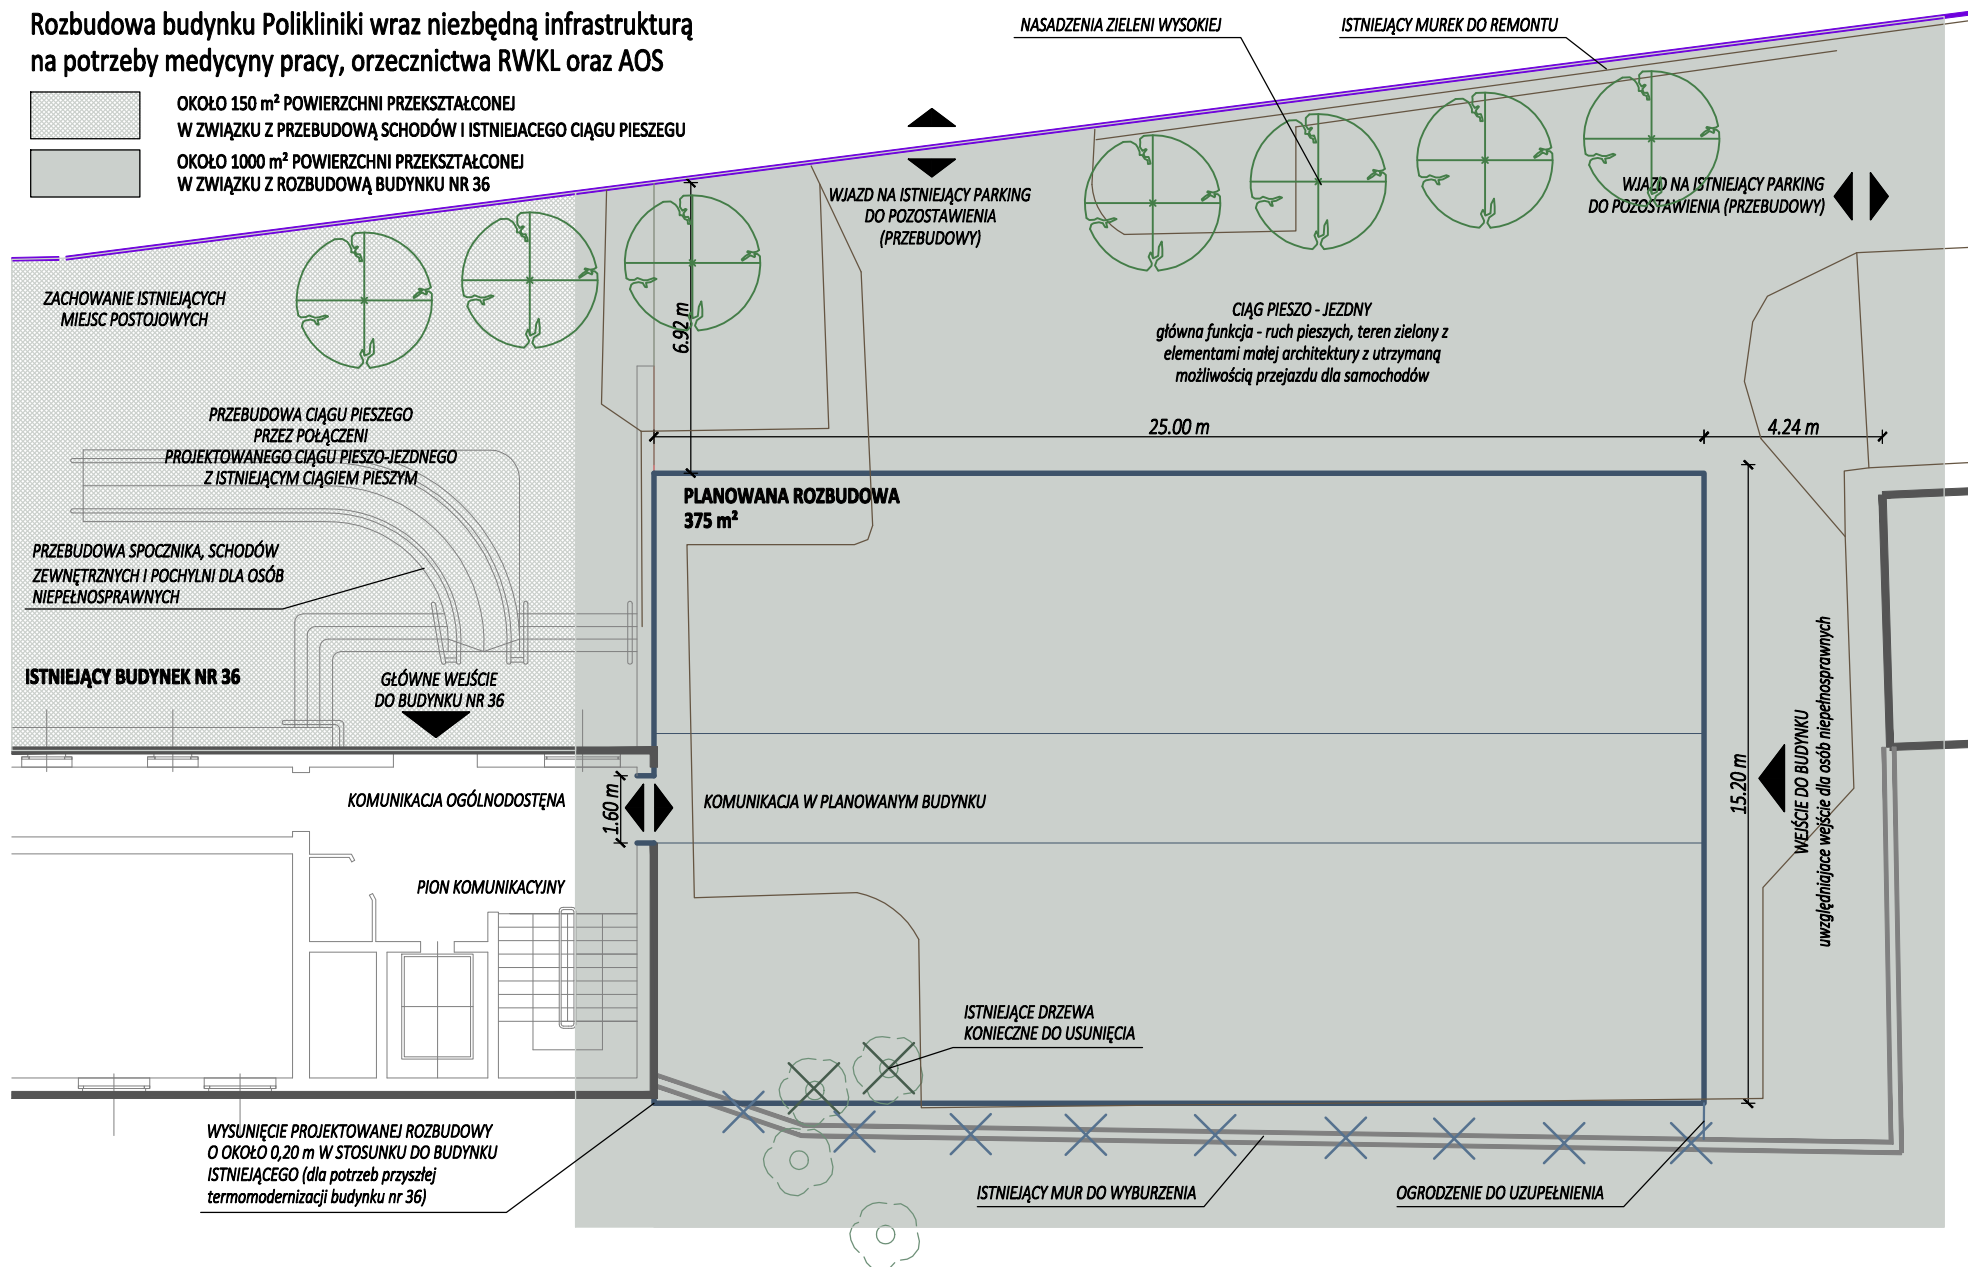 Rozbudowa budynku Polikliniki wraz niezbędną infrastrukturą
na potrzeby medycyny pracy, orzecznictwa RWKL oraz AOS
OKOŁO 150 m² POWIERZCHNI PRZEKSZTAŁCONEJ
W ZWIĄZKU Z PRZEBUDOWĄ SCHODÓW I ISTNIEJACEGO CIĄGU PIESZEGU
OKOŁO 1000 m² POWIERZCHNI PRZEKSZTAŁCONEJ
W ZWIĄZKU Z ROZBUDOWĄ BUDYNKU NR 36
NASADZENIA ZIELENI WYSOKIEJ
ISTNIEJĄCY MUREK DO REMONTU
WJAZD NA ISTNIEJĄCY PARKING
DO POZOSTAWIENIA
(PRZEBUDOWY)
WJAZD NA ISTNIEJĄCY PARKING
DO POZOSTAWIENIA (PRZEBUDOWY)
ZACHOWANIE ISTNIEJĄCYCH
MIEJSC POSTOJOWYCH
6.92 m
CIĄG PIESZO - JEZDNY
główna funkcja - ruch pieszych, teren zielony z
elementami małej architektury z utrzymaną
możliwością przejazdu dla samochodów
PRZEBUDOWA CIĄGU PIESZEGO
PRZEZ POŁĄCZENI
PROJEKTOWANEGO CIĄGU PIESZO-JEZDNEGO
Z ISTNIEJĄCYM CIĄGIEM PIESZYM
25.00 m
4.24 m
PLANOWANA ROZBUDOWA
375 m²
PRZEBUDOWA SPOCZNIKA, SCHODÓW
ZEWNĘTRZNYCH I POCHYLNI DLA OSÓB
NIEPEŁNOSPRAWNYCH
ISTNIEJĄCY BUDYNEK NR 36
GŁÓWNE WEJŚCIE
DO BUDYNKU NR 36
15.20 m
WEJŚCIE DO BUDYNKU
uwzględniajace wejście dla osób niepełnosprawnych
KOMUNIKACJA OGÓLNODOSTĘNA
1.60 m
KOMUNIKACJA W PLANOWANYM BUDYNKU
PION KOMUNIKACYJNY
ISTNIEJĄCE DRZEWA
KONIECZNE DO USUNIĘCIA
WYSUNIĘCIE PROJEKTOWANEJ ROZBUDOWY
O OKOŁO 0,20 m W STOSUNKU DO BUDYNKU
ISTNIEJĄCEGO (dla potrzeb przyszłej
termomodernizacji budynku nr 36)
ISTNIEJĄCY MUR DO WYBURZENIA
OGRODZENIE DO UZUPEŁNIENIA